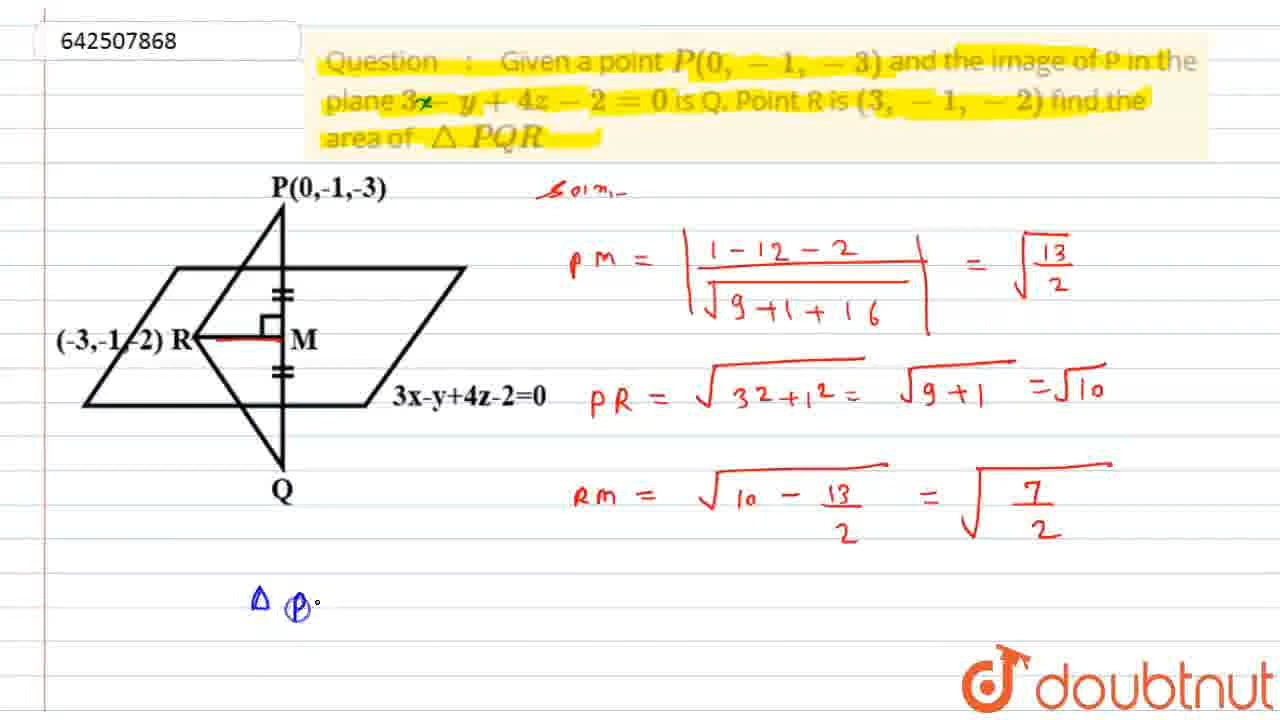 642507868
Question : Given a point P(0, −1, −3) and the image of P in the
plane 3x − y + 4z − 2 = 0 is Q. Point R is (3, −1, −2) find the
area of △ PQR
P(0,-1,-3)
(-3,-1,-2) R
M
3x-y+4z-2=0
Q
Soln-
PM = |(1 - 12 - 2)/√(9+1+16)| = √(13/2)
PR = √(32+1²) = √(9+1) = √10
RM = √(10 - 13/2) = √(7/2)
Δ P
doubtnut